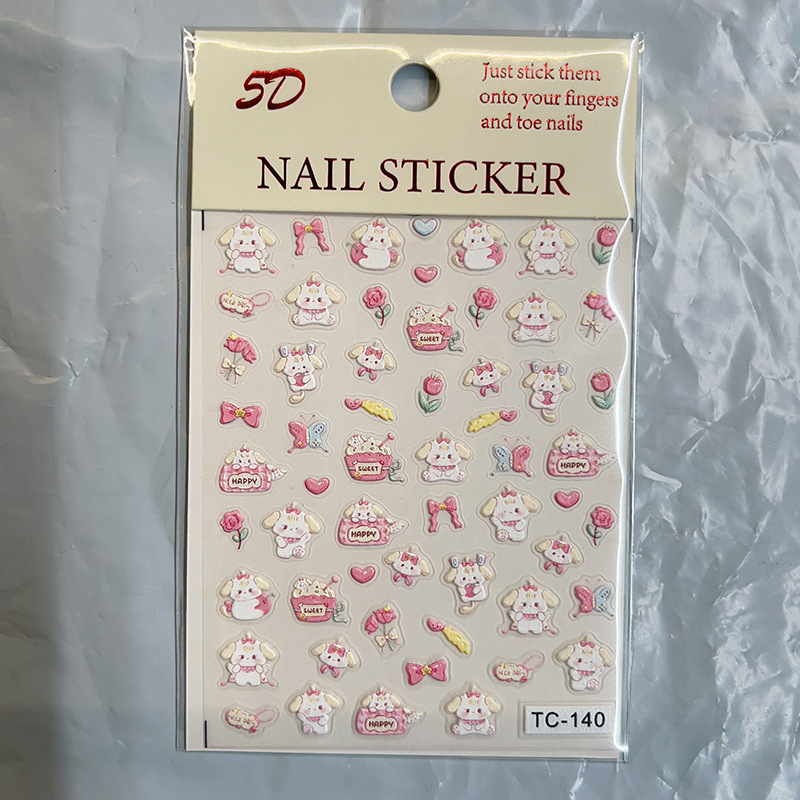 5D
Just stick them
onto your fingers
and toe nails
NAIL STICKER
SWEET
SWEET
HAPPY
HAPPY
HAPPY
SWEET
HAPPY
TC-140